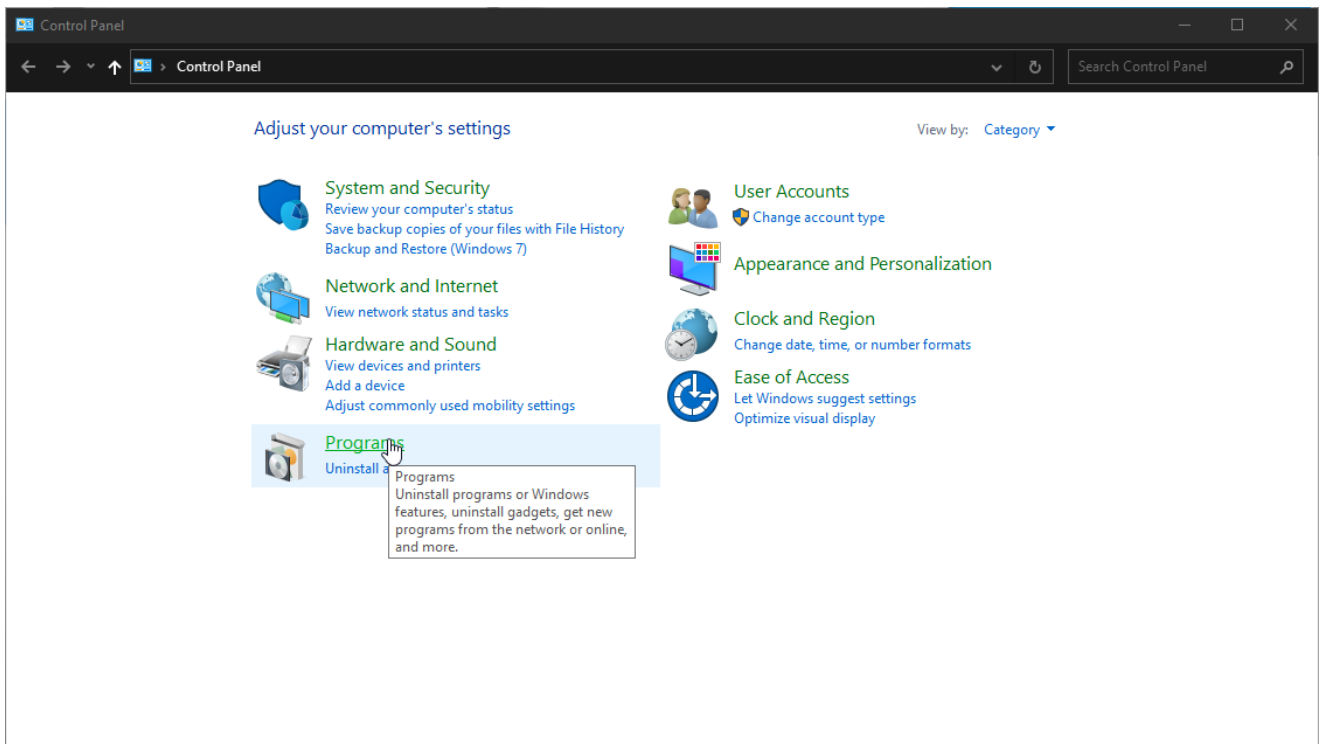 Control Panel
Control Panel
Search Control Panel
Adjust your computer's settings
View by: Category
System and Security
Review your computer's status
Save backup copies of your files with File History
Backup and Restore (Windows 7)
Network and Internet
View network status and tasks
Hardware and Sound
View devices and printers
Add a device
Adjust commonly used mobility settings
Programs
Uninstall a
Programs
Uninstall programs or Windows
features, uninstall gadgets, get new
programs from the network or online,
and more.
User Accounts
Change account type
Appearance and Personalization
Clock and Region
Change date, time, or number formats
Ease of Access
Let Windows suggest settings
Optimize visual display